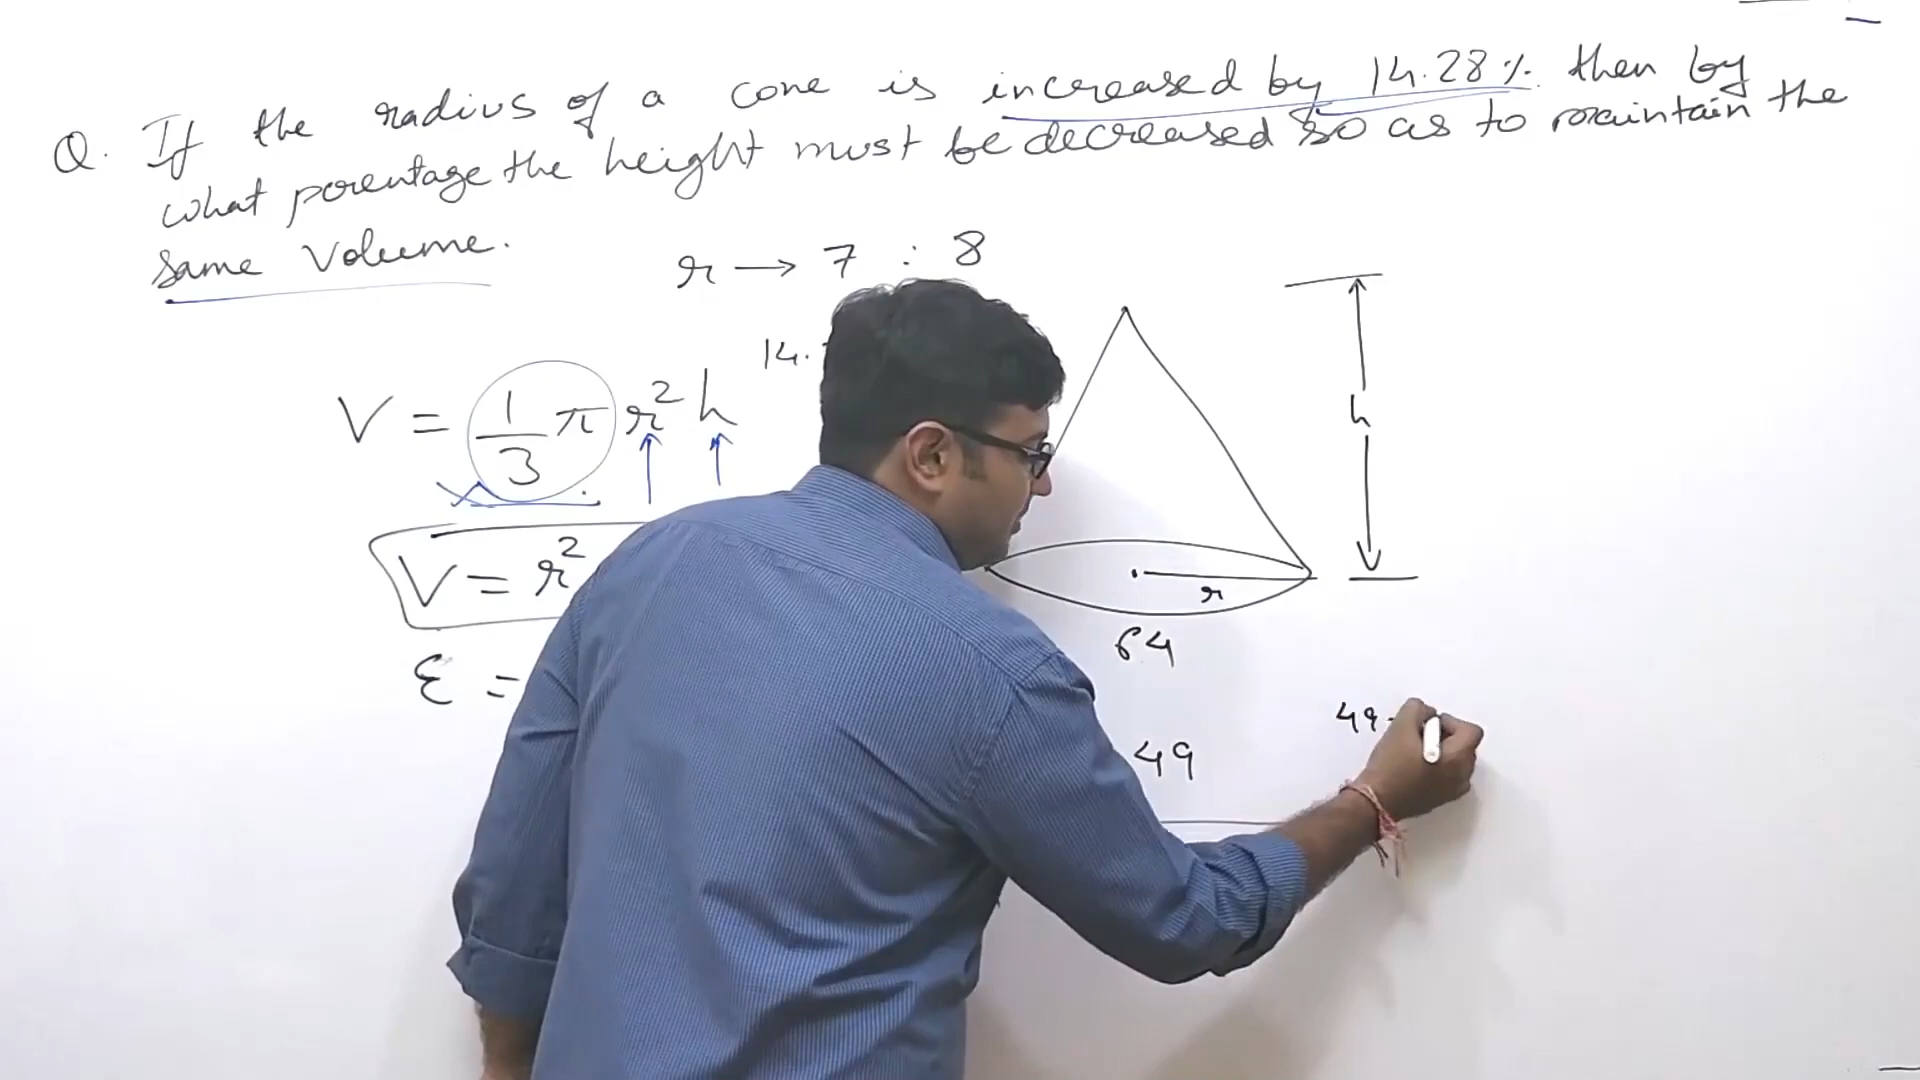 Q. If the radius of a cone is increased by 14.28% then by
what porentage the height must be decreased so as to maintain the
same Volume.
r → 7 : 8
14.
V = 1/3 π r² h
h
V = r²
r
64
ε =
49
49-